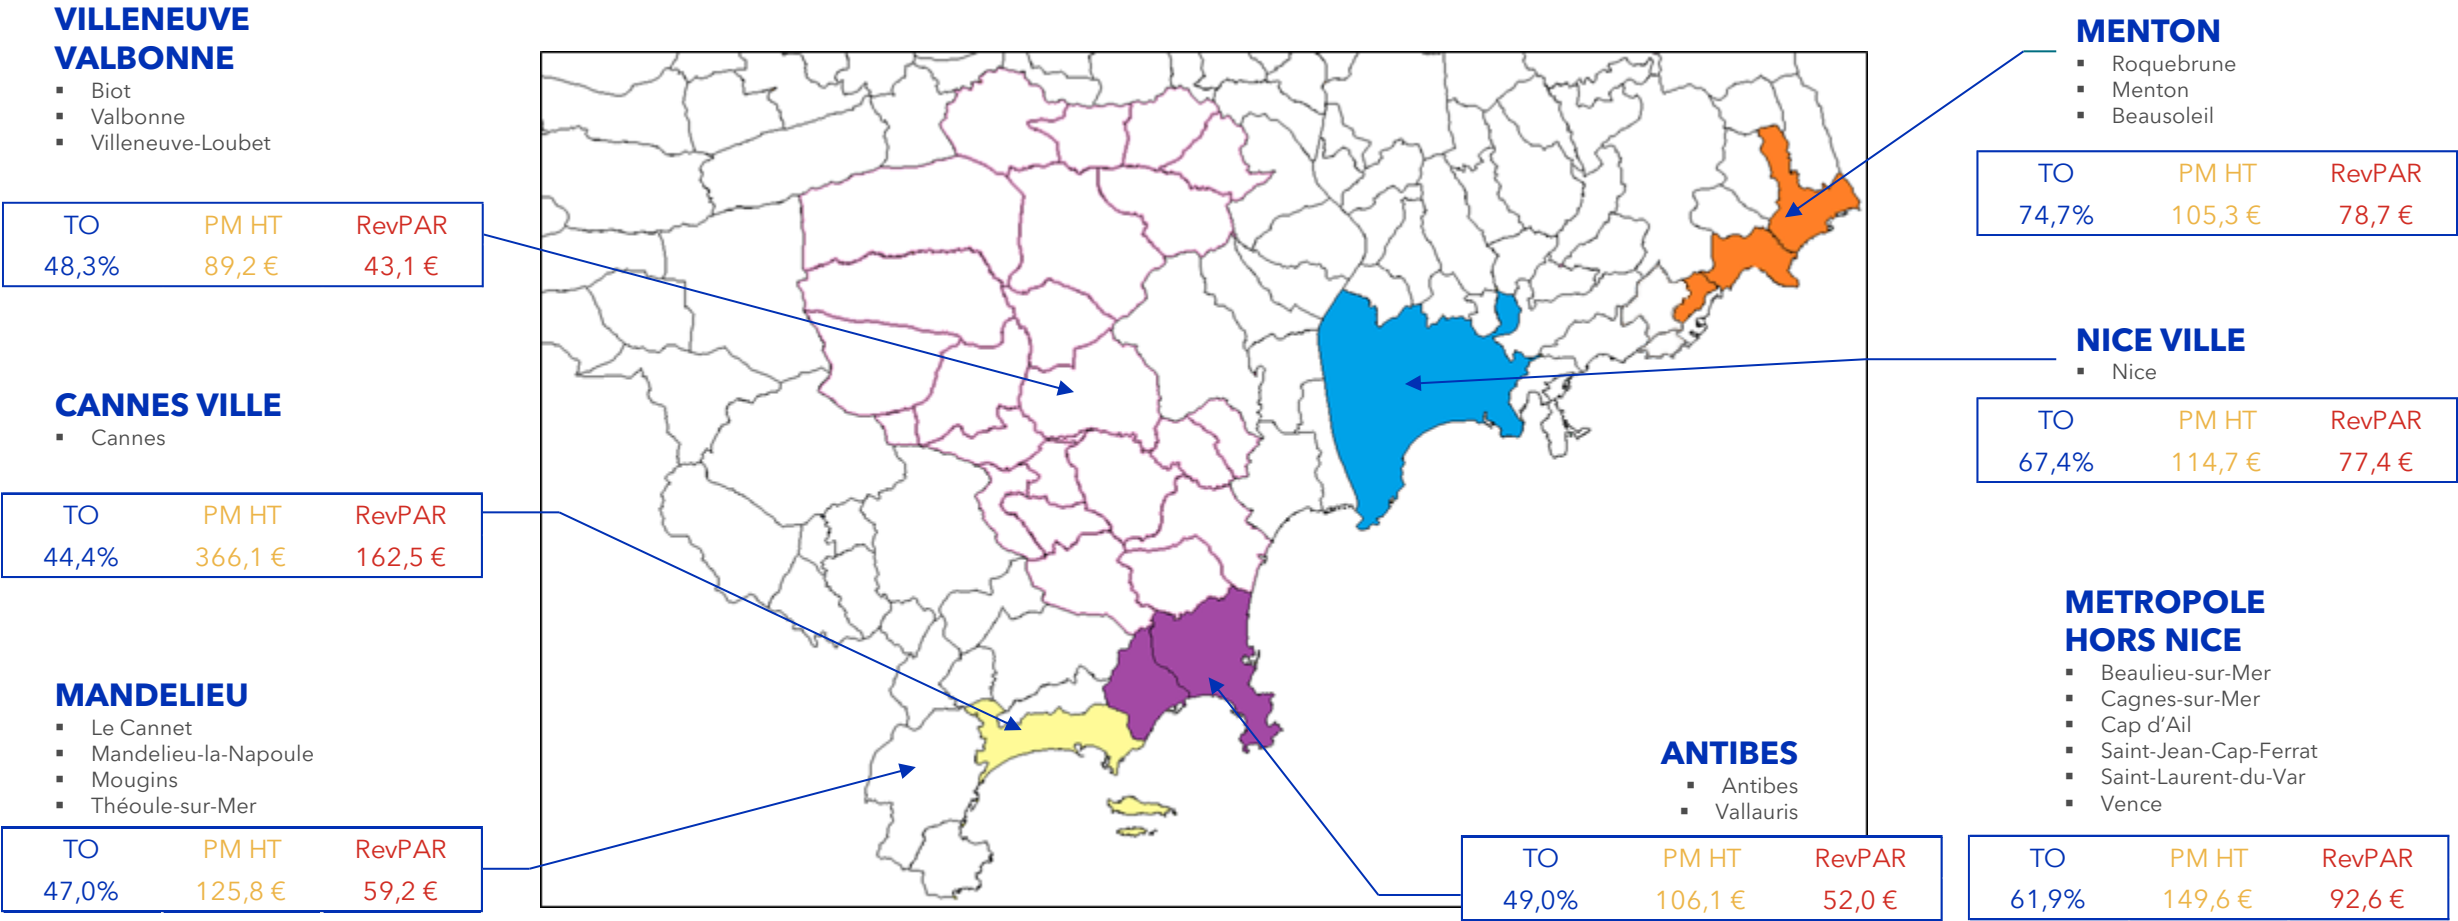 VILLENEUVE
VALBONNE
▪ Biot
▪ Valbonne
▪ Villeneuve-Loubet
TO PM HT RevPAR
48,3% 89,2 € 43,1 €
CANNES VILLE
▪ Cannes
TO PM HT RevPAR
44,4% 366,1 € 162,5 €
MANDELIEU
▪ Le Cannet
▪ Mandelieu-la-Napoule
▪ Mougins
▪ Théoule-sur-Mer
TO PM HT RevPAR
47,0% 125,8 € 59,2 €
ANTIBES
▪ Antibes
▪ Vallauris
TO PM HT RevPAR
49,0% 106,1 € 52,0 €
MENTON
▪ Roquebrune
▪ Menton
▪ Beausoleil
TO PM HT RevPAR
74,7% 105,3 € 78,7 €
NICE VILLE
▪ Nice
TO PM HT RevPAR
67,4% 114,7 € 77,4 €
METROPOLE
HORS NICE
▪ Beaulieu-sur-Mer
▪ Cagnes-sur-Mer
▪ Cap d'Ail
▪ Saint-Jean-Cap-Ferrat
▪ Saint-Laurent-du-Var
▪ Vence
TO PM HT RevPAR
61,9% 149,6 € 92,6 €